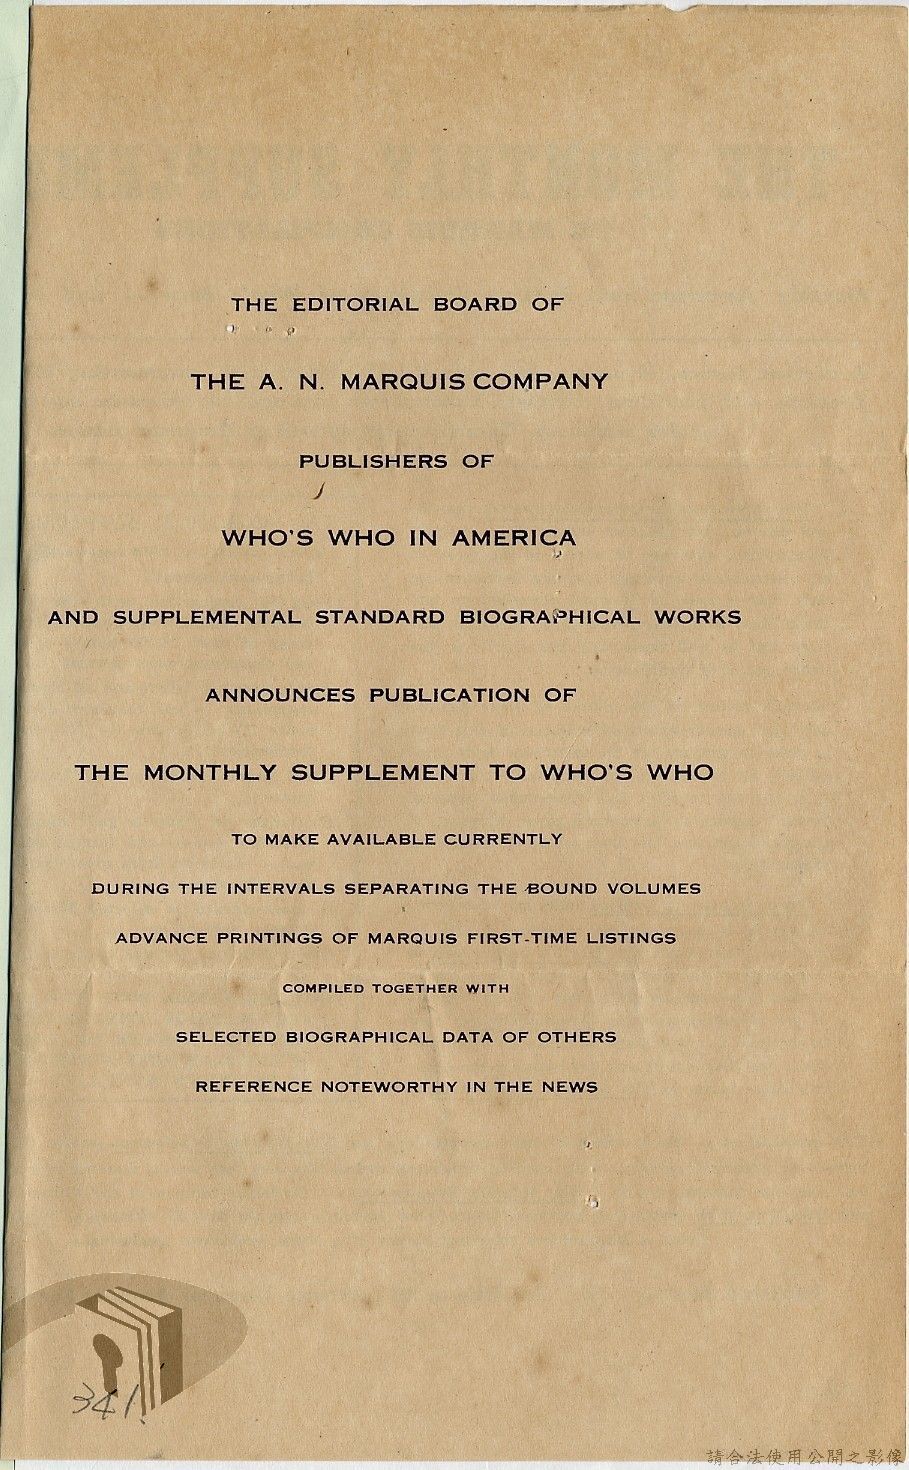 THE EDITORIAL BOARD OF
THE A. N. MARQUIS COMPANY
PUBLISHERS OF
WHO'S WHO IN AMERICA
AND SUPPLEMENTAL STANDARD BIOGRAPHICAL WORKS
ANNOUNCES PUBLICATION OF
THE MONTHLY SUPPLEMENT TO WHO'S WHO
TO MAKE AVAILABLE CURRENTLY
DURING THE INTERVALS SEPARATING THE BOUND VOLUMES
ADVANCE PRINTINGS OF MARQUIS FIRST-TIME LISTINGS
COMPILED TOGETHER WITH
SELECTED BIOGRAPHICAL DATA OF OTHERS
REFERENCE NOTEWORTHY IN THE NEWS
341.
請合法使用公開之影像